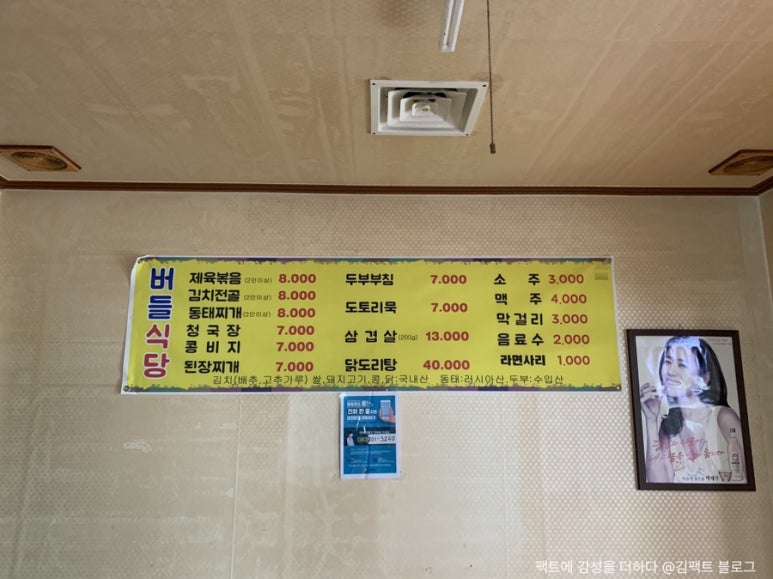 버들식당
제육볶음 (2인이상) 8.000
김치전골 (2인이상) 8.000
동태찌개 (2인이상) 8.000
청국장 7.000
콩비지 7.000
된장찌개 7.000
두부부침 7.000
도토리묵 7.000
삼겹살 (200g) 13.000
닭도리탕 40.000
소주 3,000
맥주 4,000
막걸리 3,000
음료수 2,000
라면사리 1,000
김치(배추,고추가루) 쌀,돼지고기,콩,닭:국내산 동태:러시아산,두부:수입산
전화 한 통
팩트에 감성을 더하다 @김팩트 블로그